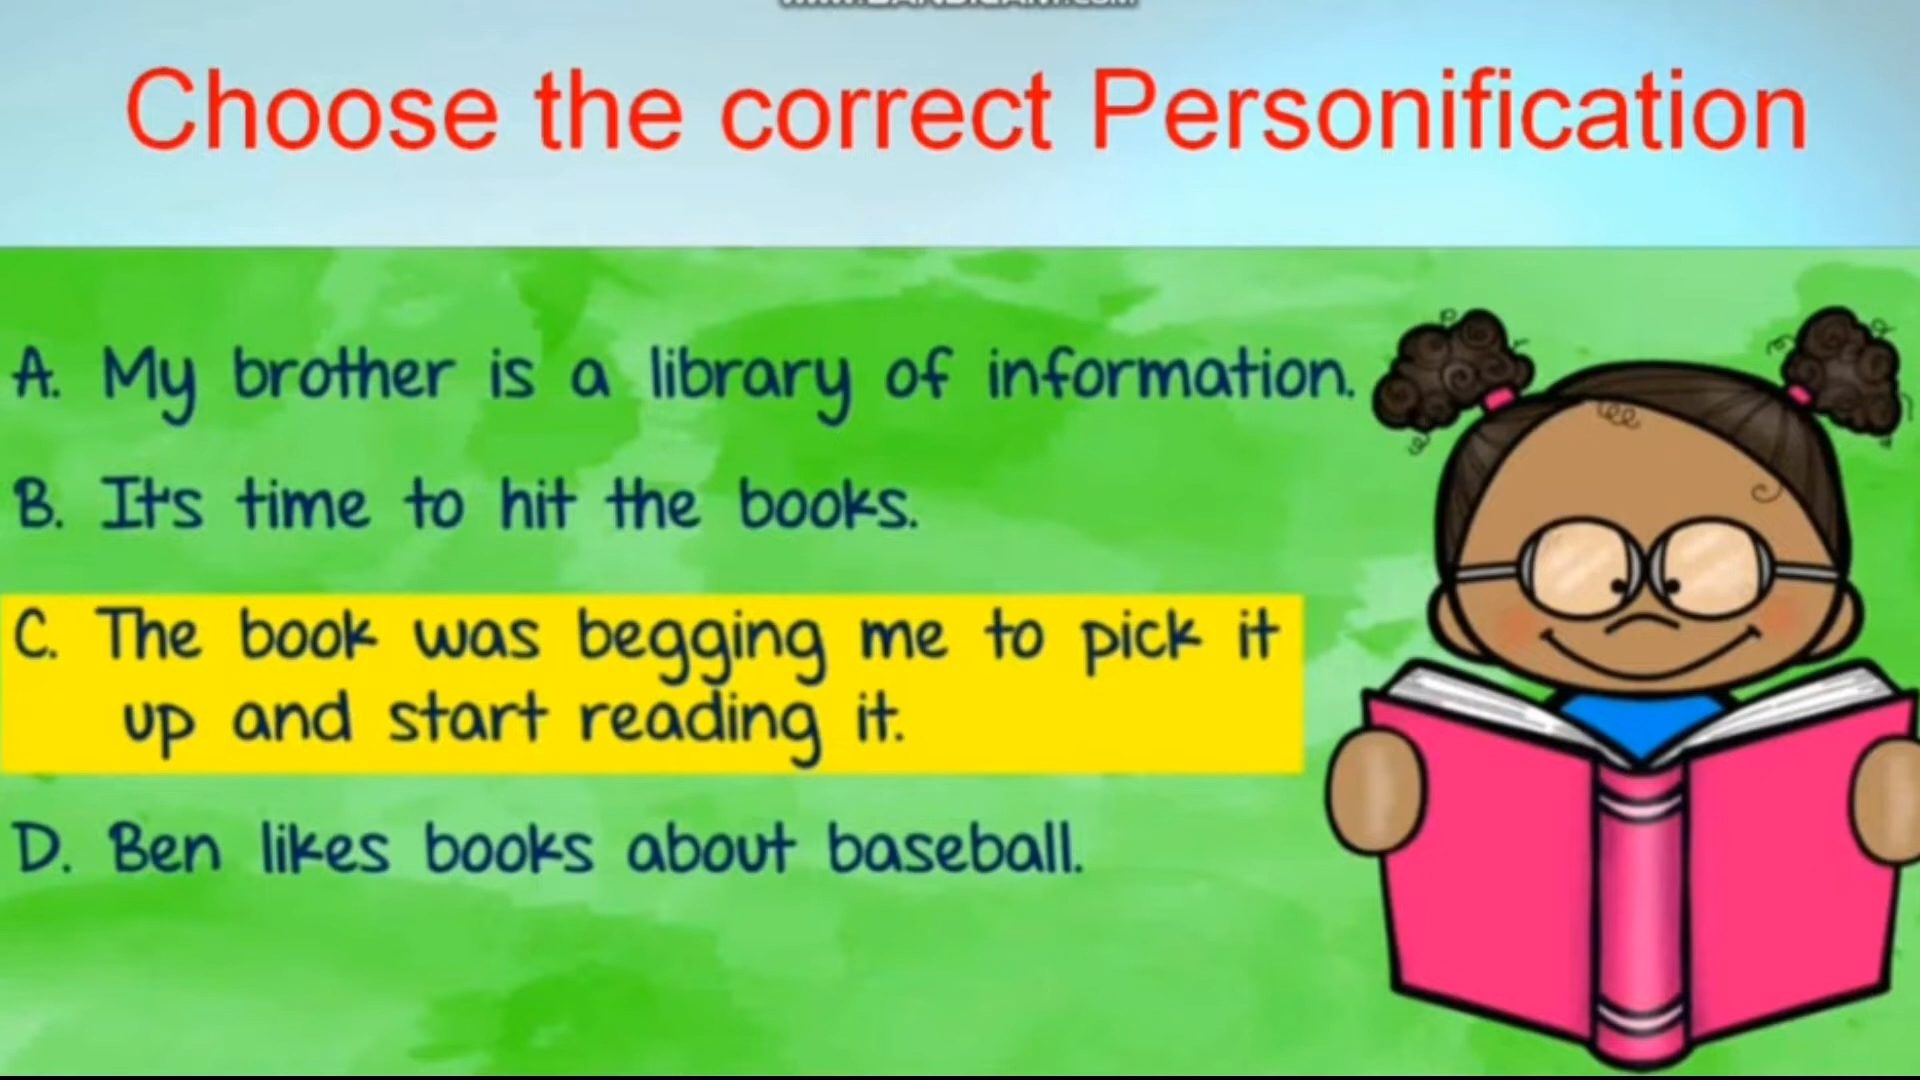 Choose the correct Personification
A. My brother is a library of information.
B. It's time to hit the books.
C. The book was begging me to pick it
up and start reading it.
D. Ben likes books about baseball.